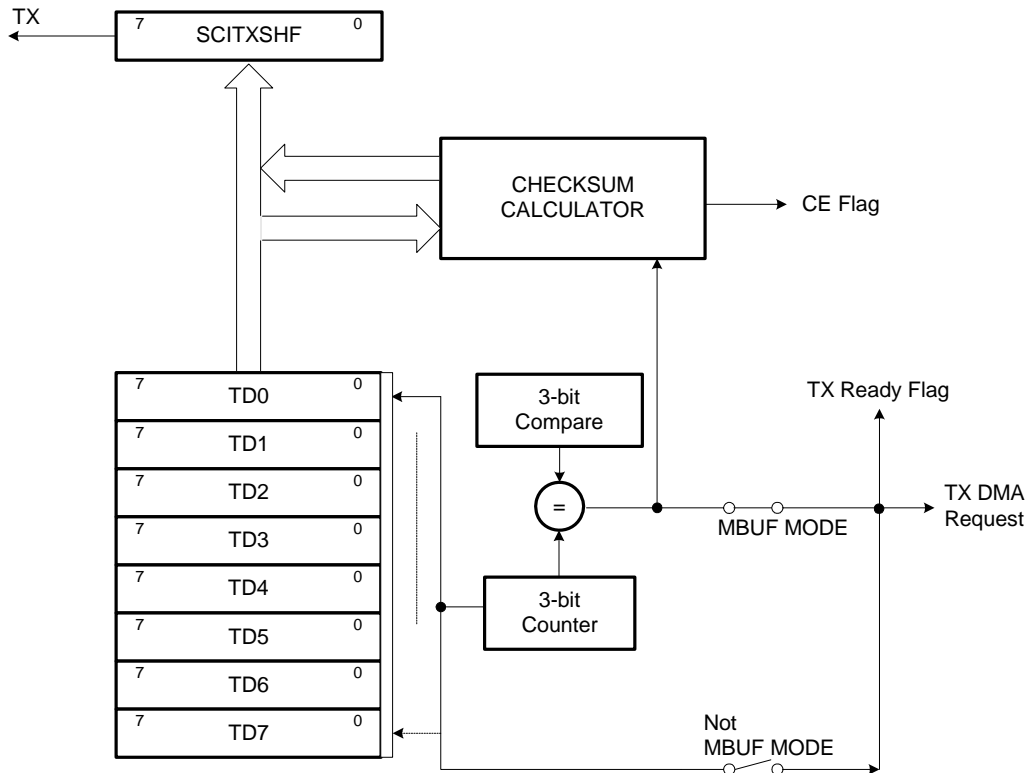 TX
7 SCITXSHF 0
CHECKSUM
CALCULATOR
CE Flag
7 TD0 0
7 TD1 0
7 TD2 0
7 TD3 0
7 TD4 0
7 TD5 0
7 TD6 0
7 TD7 0
3-bit
Compare
=
3-bit
Counter
TX Ready Flag
MBUF MODE
TX DMA
Request
Not
MBUF MODE